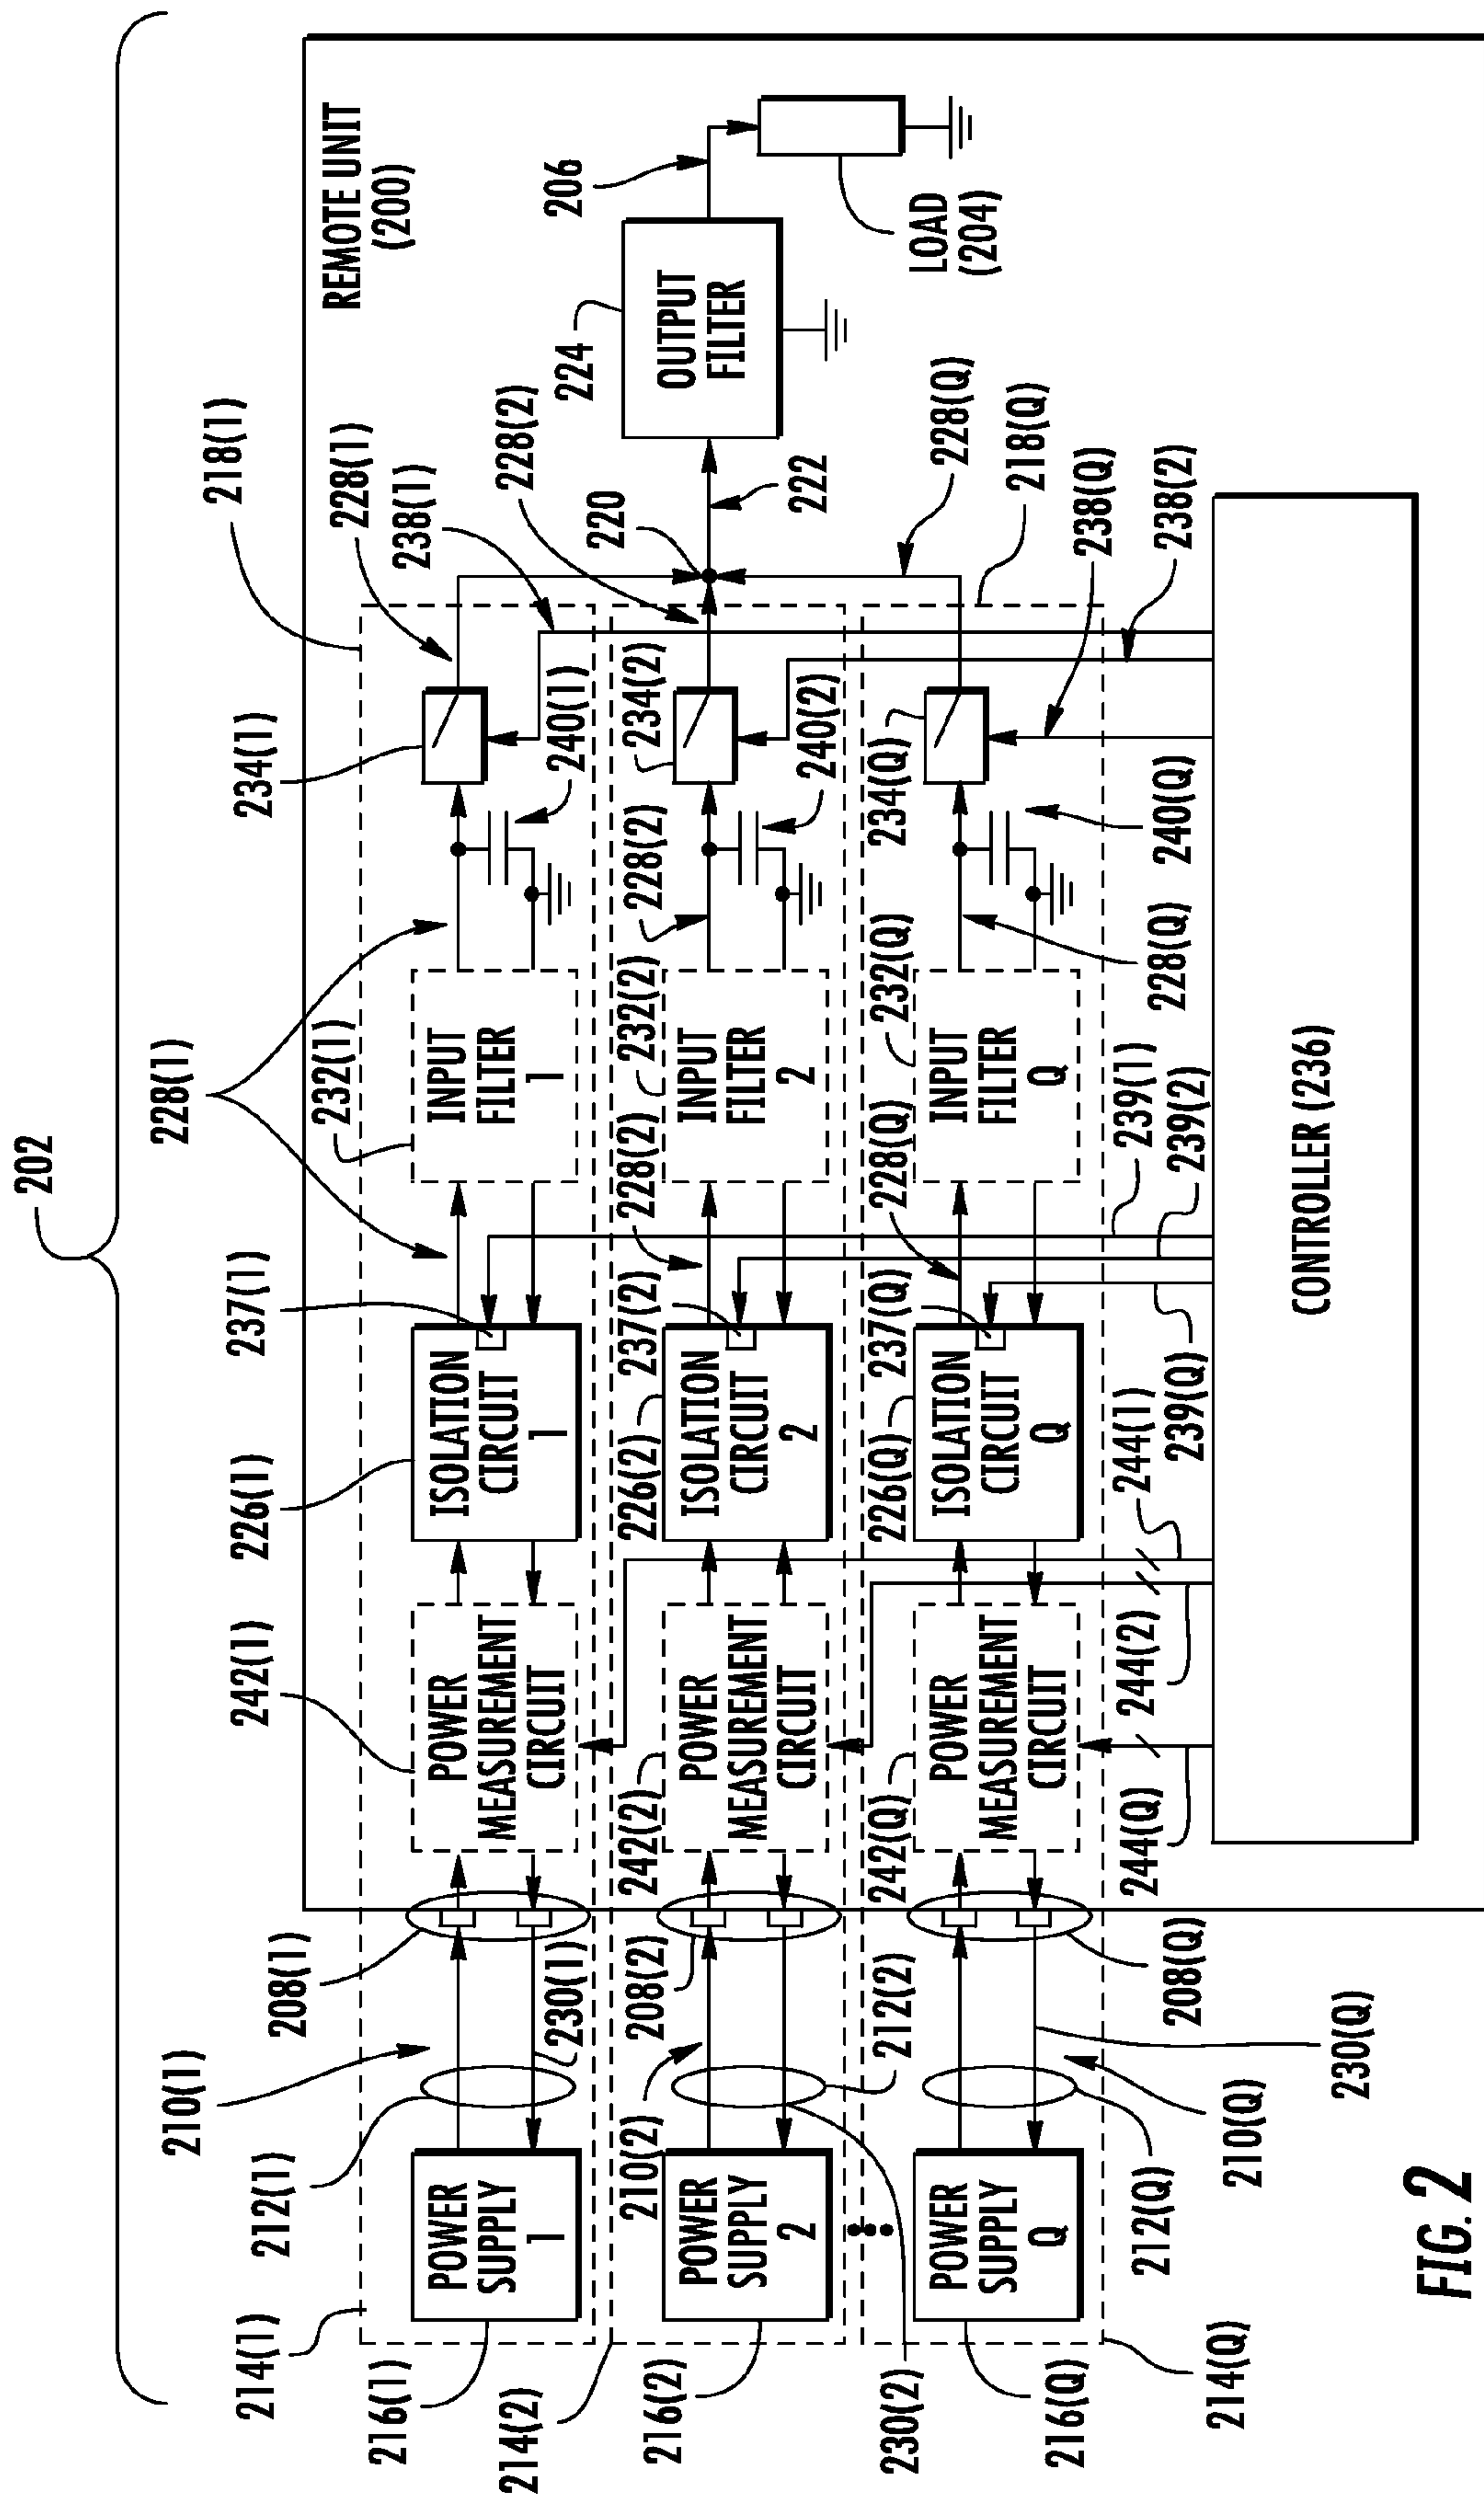 202
218(1)
228(1)
234(1)
237(1)
226(1)
242(1)
208(1)
210(1)
212(1)
214(1)
REMOTE UNIT
(200)
228(1)
238(1)
232(1)
216(1)
POWER
SUPPLY
1
230(1)
POWER
MEASUREMENT
CIRCUIT
ISOLATION
CIRCUIT
1
INPUT
FILTER
1
240(1)
228(2)
220
224
206
OUTPUT
FILTER
222
LOAD
(204)
214(2)
216(2)
210(2)
208(2)
242(2)
226(2)
237(2)
228(2)
232(2)
228(2)
234(2)
POWER
SUPPLY
2
POWER
MEASUREMENT
CIRCUIT
ISOLATION
CIRCUIT
2
INPUT
FILTER
2
240(2)
230(2)
212(2)
242(Q)
226(Q)
237(Q)
228(Q)
232(Q)
234(Q)
228(Q)
218(Q)
216(Q)
POWER
SUPPLY
Q
POWER
MEASUREMENT
CIRCUIT
ISOLATION
CIRCUIT
Q
INPUT
FILTER
Q
238(Q)
238(2)
240(Q)
228(Q)
239(1)
239(2)
239(Q)
244(1)
244(2)
244(Q)
208(Q)
230(Q)
210(Q)
212(Q)
214(Q)
CONTROLLER (236)
FIG. 2